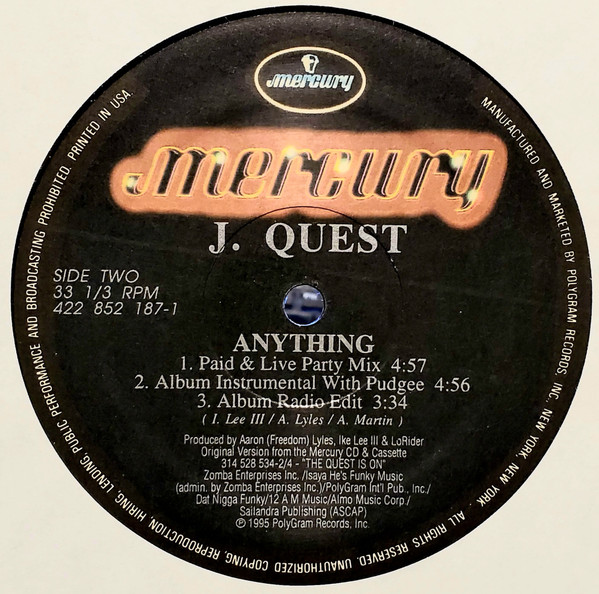 mercury
mercury
J. QUEST
SIDE TWO
33 1/3 RPM
422 852 187-1
ANYTHING
1. Paid & Live Party Mix 4:57
2. Album Instrumental With Pudgee 4:56
3. Album Radio Edit 3:34
( I. Lee III / A. Lyles / A. Martin )
Produced by Aaron (Freedom) Lyles, Ike Lee III & LoRider
Original Version from the Mercury CD & Cassette
314 528 534-2/4 - "THE QUEST IS ON"
Zomba Enterprises Inc. /Isaya He's Funky Music
(admin. by Zomba Enterprises Inc.)/PolyGram Int'l Pub., Inc./
Dat Nigga Funky/12 A M Music/Almo Music Corp./
Sailandra Publishing (ASCAP)
℗ 1995 PolyGram Records, Inc.
MANUFACTURED AND MARKETED BY POLYGRAM RECORDS, INC. NEW YORK, NEW YORK. ALL RIGHTS RESERVED. UNAUTHORIZED COPYING, REPRODUCTION, HIRING, LENDING, PUBLIC PERFORMANCE AND BROADCASTING PROHIBITED. PRINTED IN USA.